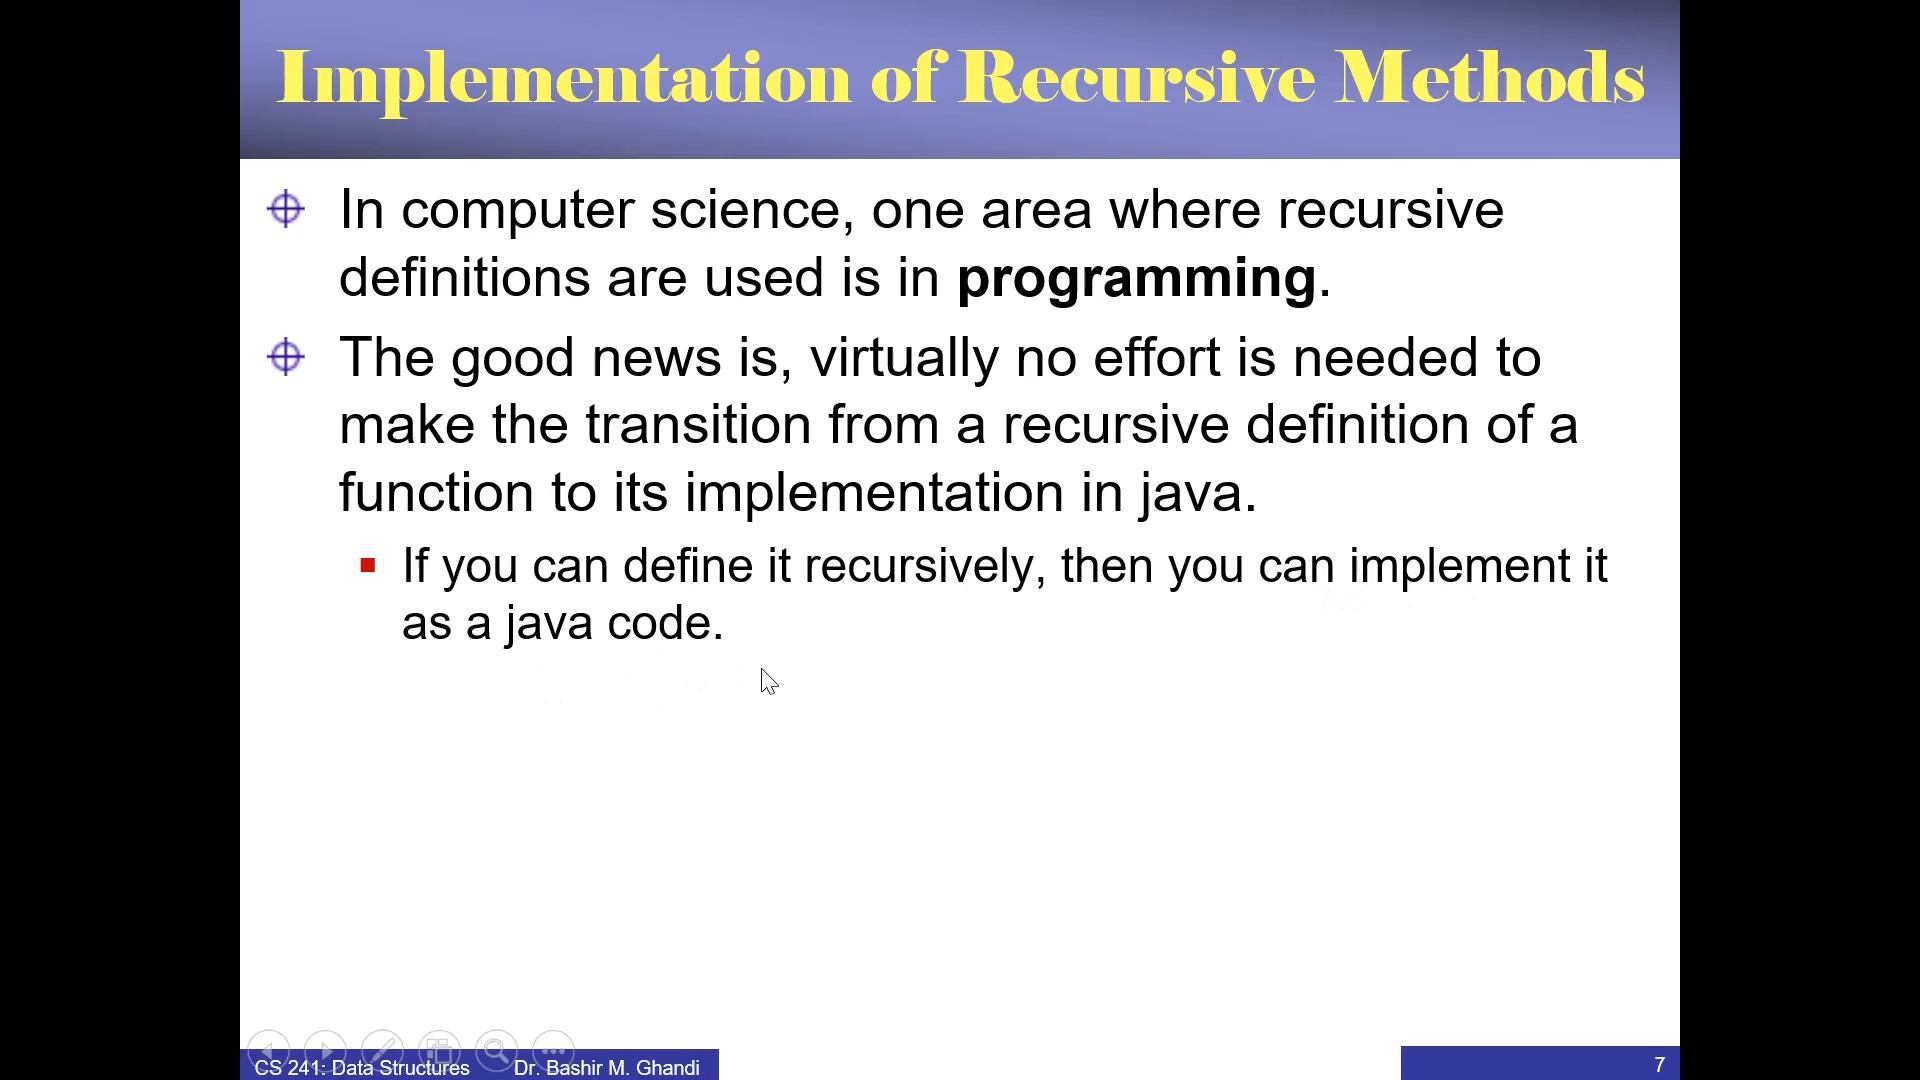 Implementation of Recursive Methods
In computer science, one area where recursive
definitions are used is in programming.
The good news is, virtually no effort is needed to
make the transition from a recursive definition of a
function to its implementation in java.
If you can define it recursively, then you can implement it
as a java code.
CS 241: Data Structures Dr. Bashir M. Ghandi
7